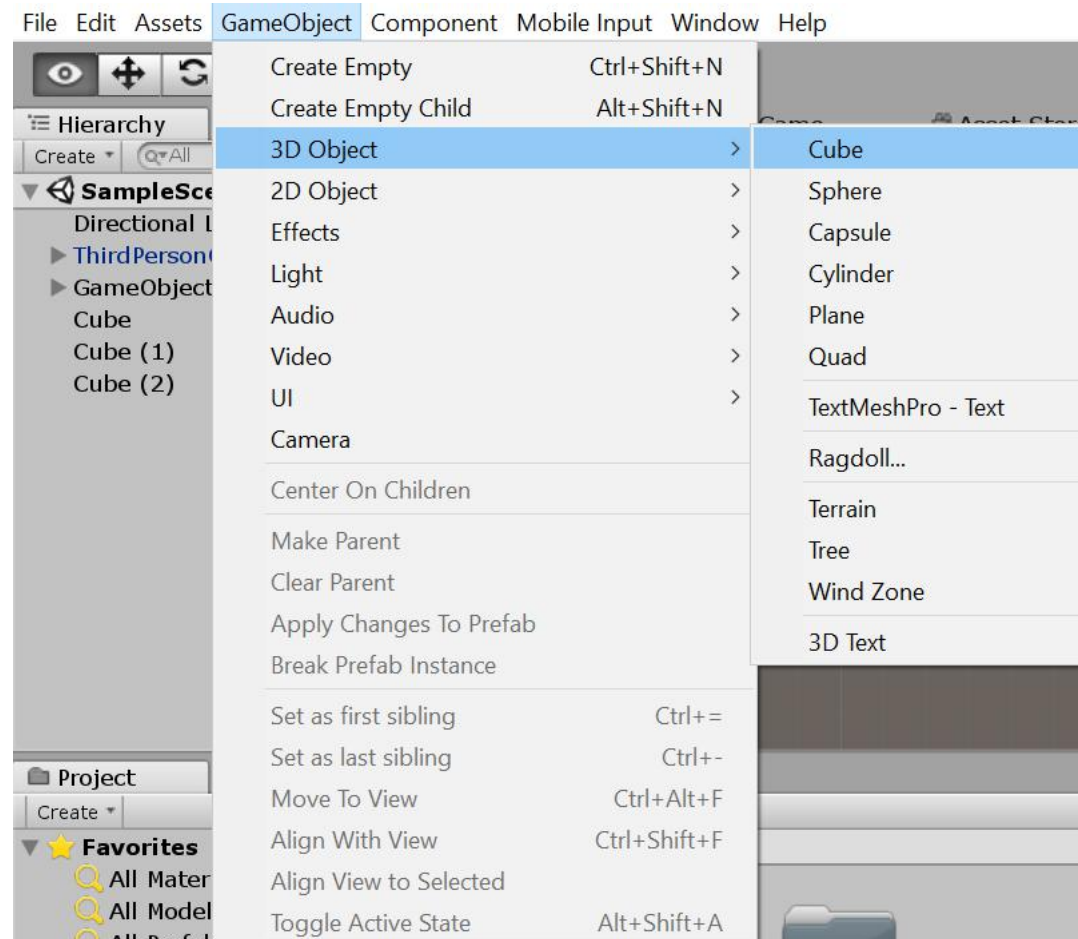 File Edit Assets GameObject Component Mobile Input Window Help
Create Empty Ctrl+Shift+N
Create Empty Child Alt+Shift+N
3D Object >
2D Object >
Effects >
Light >
Audio >
Video >
UI >
Camera
Center On Children
Make Parent
Clear Parent
Apply Changes To Prefab
Break Prefab Instance
Set as first sibling Ctrl+=
Set as last sibling Ctrl+-
Move To View Ctrl+Alt+F
Align With View Ctrl+Shift+F
Align View to Selected
Toggle Active State Alt+Shift+A
Cube
Sphere
Capsule
Cylinder
Plane
Quad
TextMeshPro - Text
Ragdoll...
Terrain
Tree
Wind Zone
3D Text
Hierarchy
Create All
SampleSce
Directional L
ThirdPerson
GameObject
Cube
Cube (1)
Cube (2)
Project
Create
Favorites
All Mater
All Model